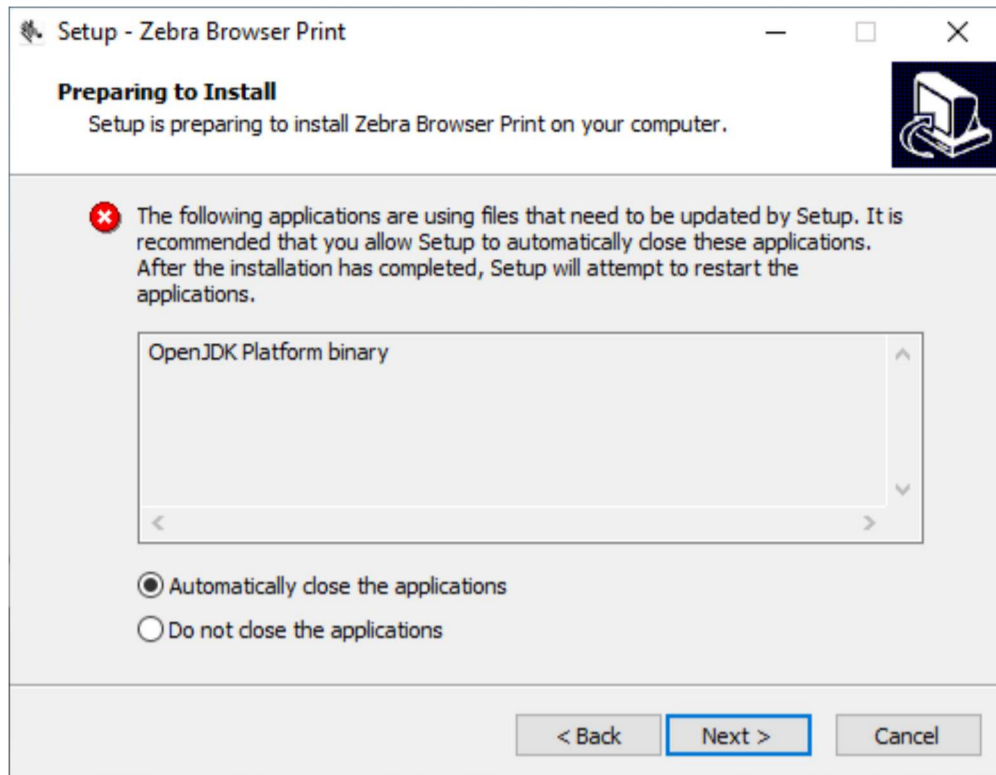 Setup - Zebra Browser Print
Preparing to Install
Setup is preparing to install Zebra Browser Print on your computer.
The following applications are using files that need to be updated by Setup. It is
recommended that you allow Setup to automatically close these applications.
After the installation has completed, Setup will attempt to restart the
applications.
OpenJDK Platform binary
Automatically close the applications
Do not close the applications
< Back Next > Cancel